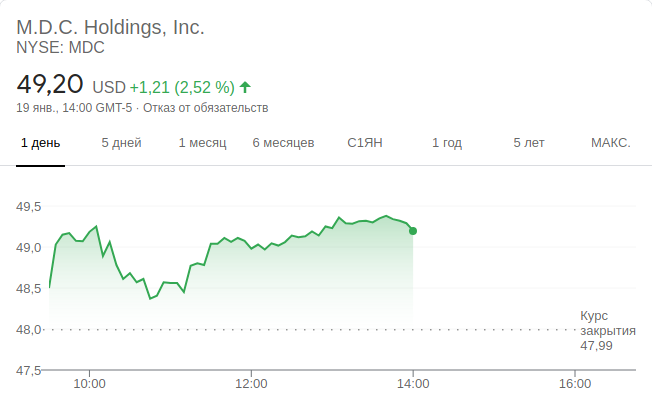 M.D.C. Holdings, Inc.
NYSE: MDC
49,20 USD +1,21 (2,52 %)
19 янв., 14:00 GMT-5 · Отказ от обязательств
1 день 5 дней 1 месяц 6 месяцев С1ЯН 1 год 5 лет МАКС.
49,5
49,0
48,5
48,0
Курс
закрытия
47,99
47,5
10:00 12:00 14:00 16:00